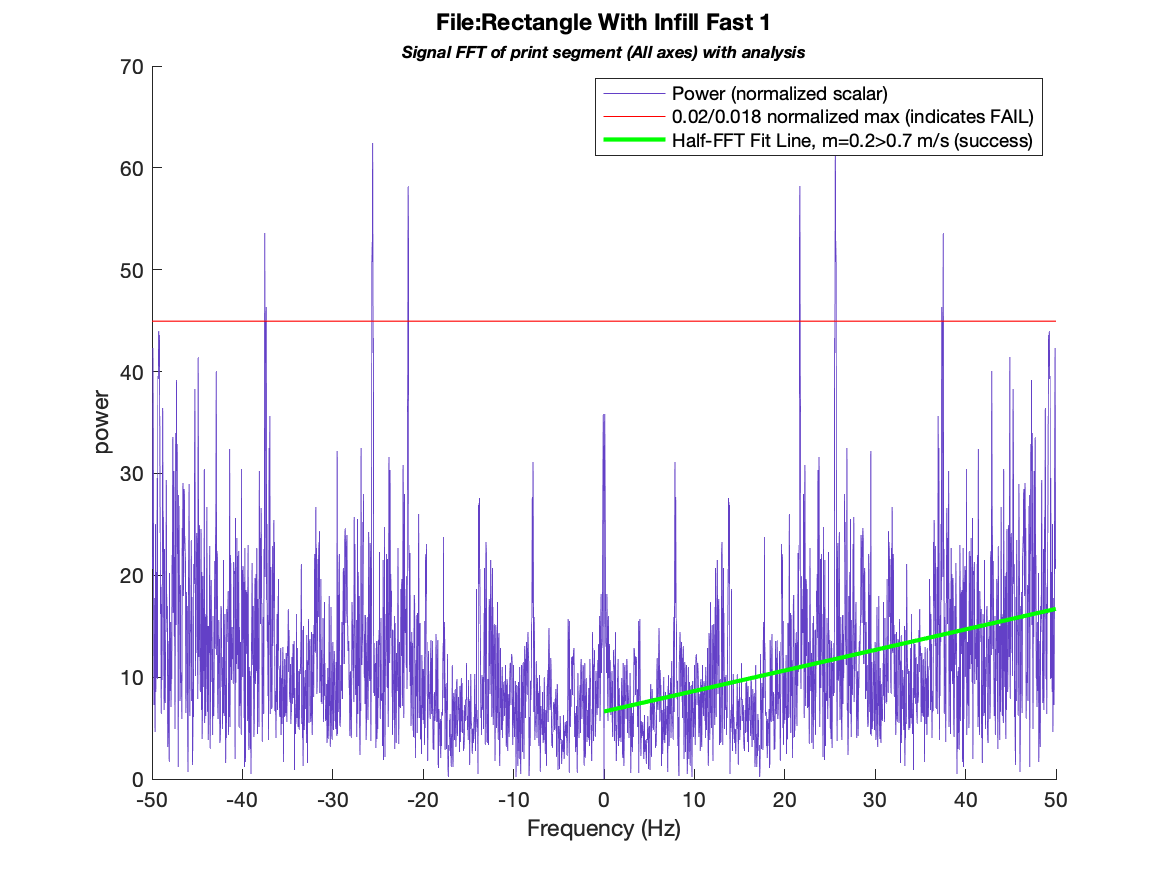 File:Rectangle With Infill Fast 1
Signal FFT of print segment (All axes) with analysis
Power (normalized scalar)
0.02/0.018 normalized max (indicates FAIL)
Half-FFT Fit Line, m=0.2>0.7 m/s (success)
70
60
50
40
30
20
10
0
power
-50 -40 -30 -20 -10 0 10 20 30 40 50
Frequency (Hz)